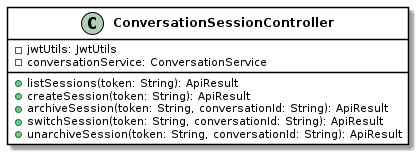 C ConversationSessionController
jwtUtils: JwtUtils
conversationService: ConversationService
listSessions(token: String): ApiResult
createSession(token: String): ApiResult
archiveSession(token: String, conversationId: String): ApiResult
switchSession(token: String, conversationId: String): ApiResult
unarchiveSession(token: String, conversationId: String): ApiResult